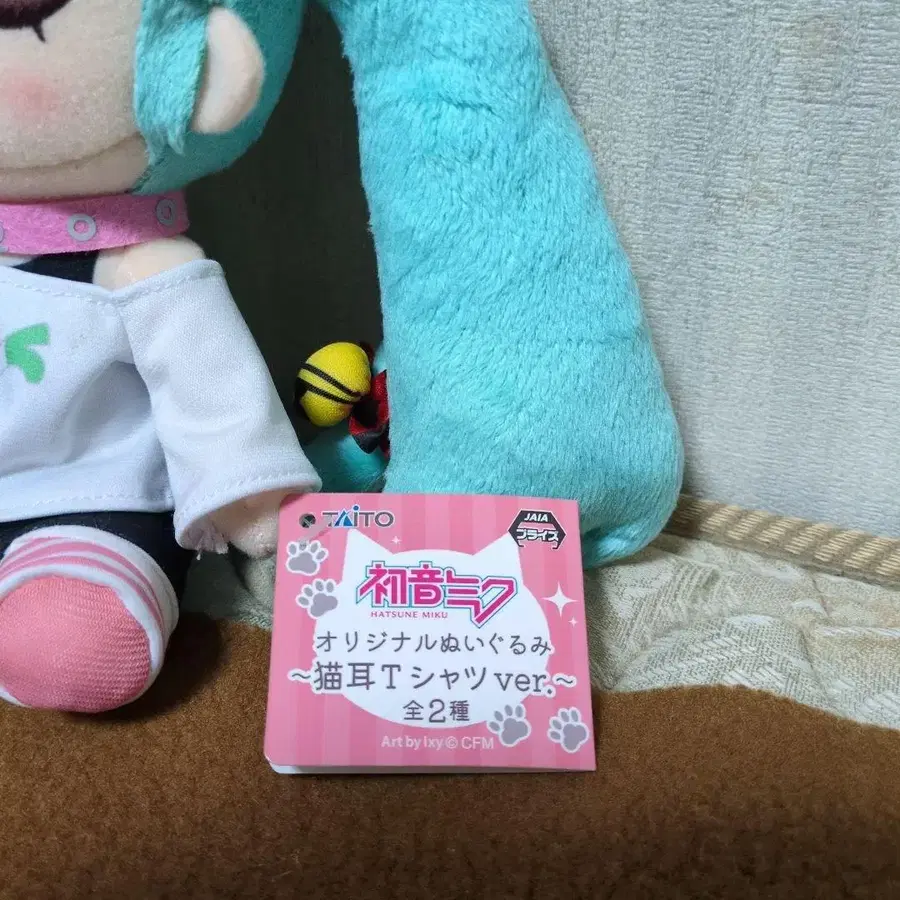 TAITO
JAIA
プライズ
初音ミク
HATSUNE MIKU
オリジナルぬいぐるみ
～猫耳Tシャツver.～
全2種
Art by lxy © CFM